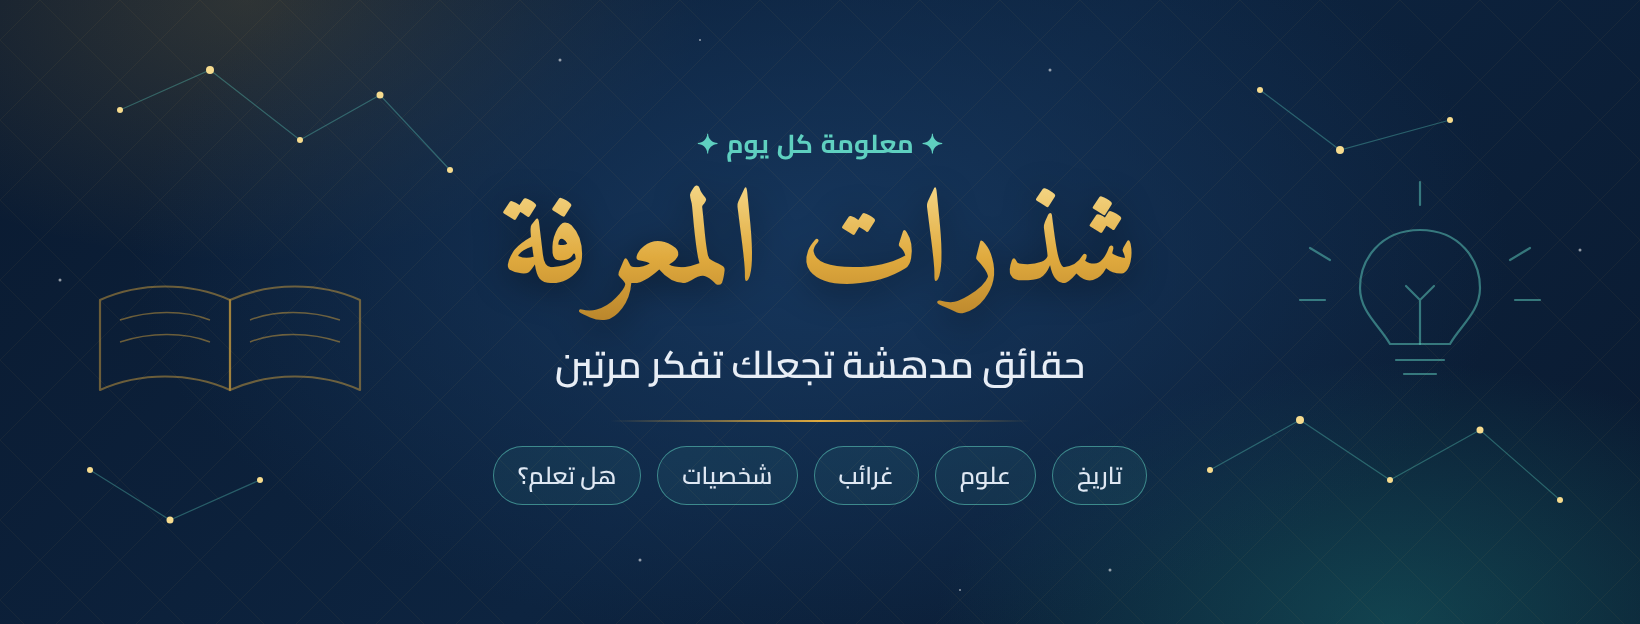 ✦ معلومة كل يوم ✦
شذرات المعرفة
حقائق مدهشة تجعلك تفكر مرتين
تاريخ علوم غرائب شخصيات هل تعلم؟